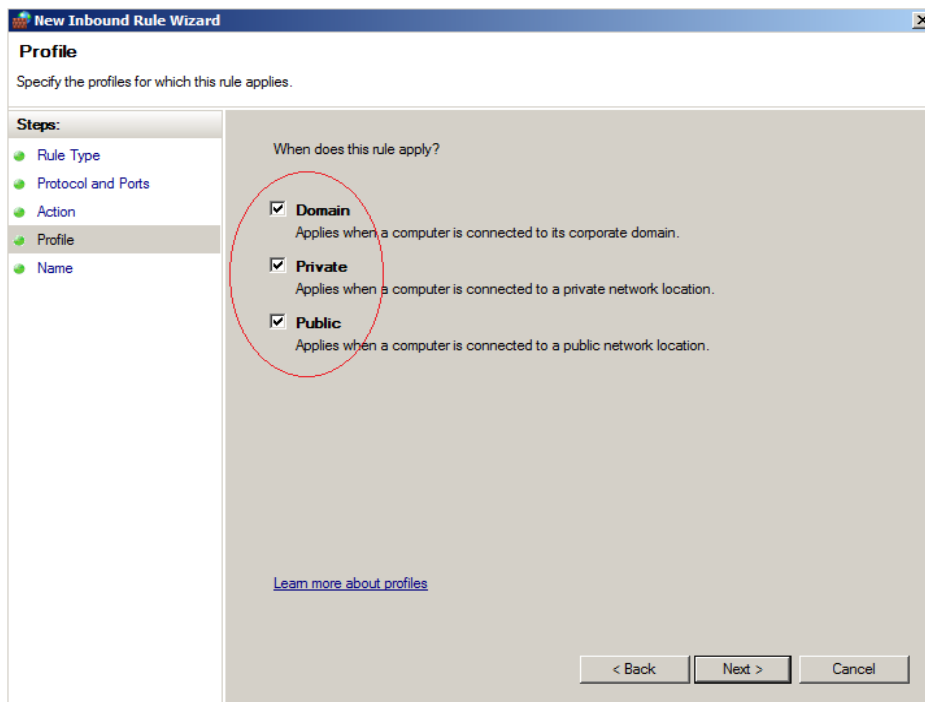 New Inbound Rule Wizard
Profile
Specify the profiles for which this rule applies.
Steps:
Rule Type
Protocol and Ports
Action
Profile
Name
When does this rule apply?
Domain
Applies when a computer is connected to its corporate domain.
Private
Applies when a computer is connected to a private network location.
Public
Applies when a computer is connected to a public network location.
Learn more about profiles
< Back
Next >
Cancel